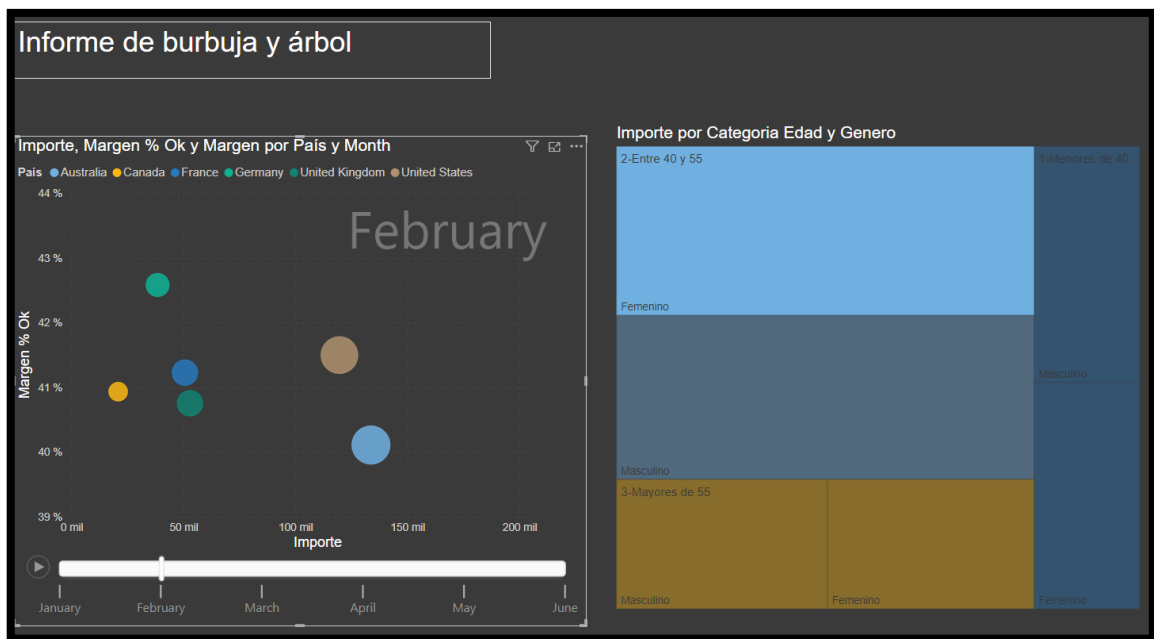 Informe de burbuja y árbol
Importe, Margen % Ok y Margen por País y Month
País Australia Canada France Germany United Kingdom United States
February
44 %
43 %
42 %
41 %
40 %
39 %
Margen % Ok
0 mil 50 mil 100 mil 150 mil 200 mil
Importe
January February March April May June
Importe por Categoria Edad y Genero
2-Entre 40 y 55
Femenino
Masculino
3-Mayores de 55
Masculino
Femenino
1-Menores de 40
Masculino
Femenino